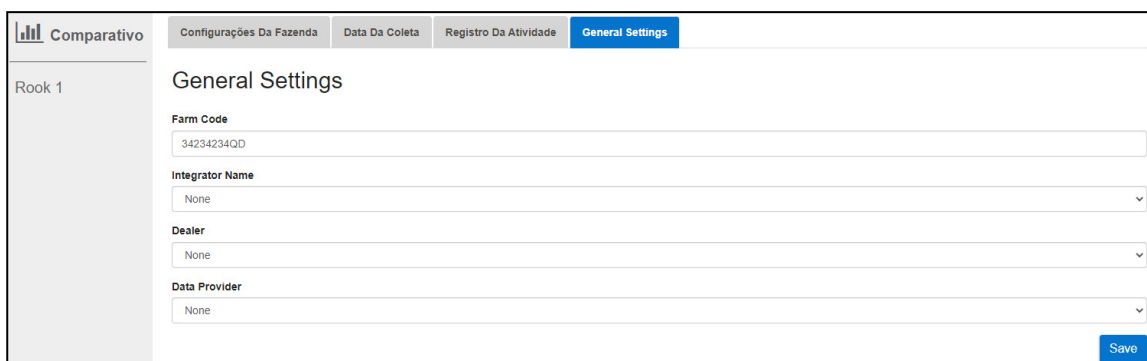 Comparativo
Rook 1
Configurações Da Fazenda Data Da Coleta Registro Da Atividade General Settings
General Settings
Farm Code
34234234QD
Integrator Name
None
Dealer
None
Data Provider
None
Save